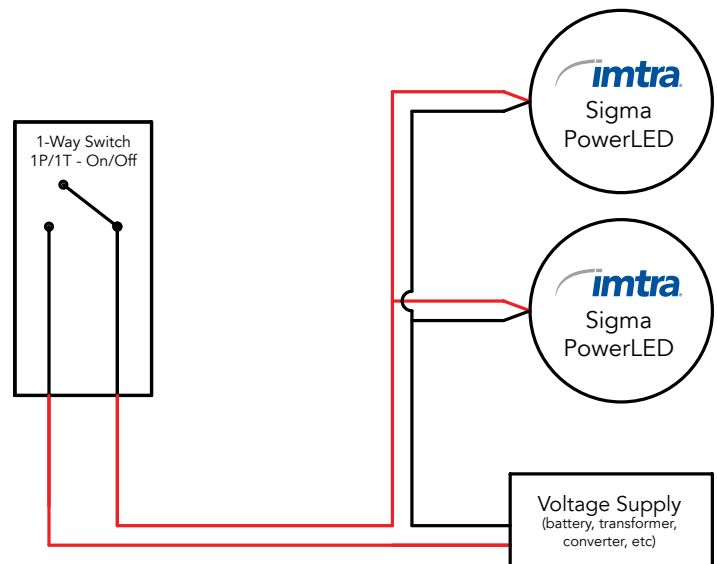 imtra
Sigma
PowerLED
1-Way Switch
1P/1T - On/Off
imtra
Sigma
PowerLED
Voltage Supply
(battery, transformer,
converter, etc)